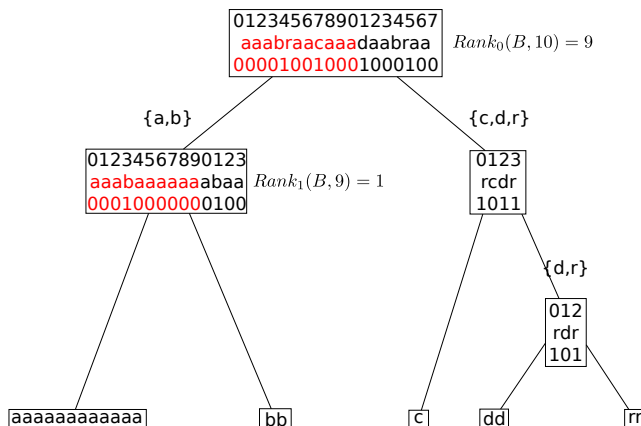 012345678901234567
aaabraacaaadaabraa
000010010001000100
Rank₀(B, 10) = 9
{a,b}
{c,d,r}
01234567890123
aaabaaaaaaabaa
00010000000100
Rank₁(B, 9) = 1
0123
rcdr
1011
{d,r}
012
rdr
101
aaaaaaaaaaaa
bb
c
dd
rr